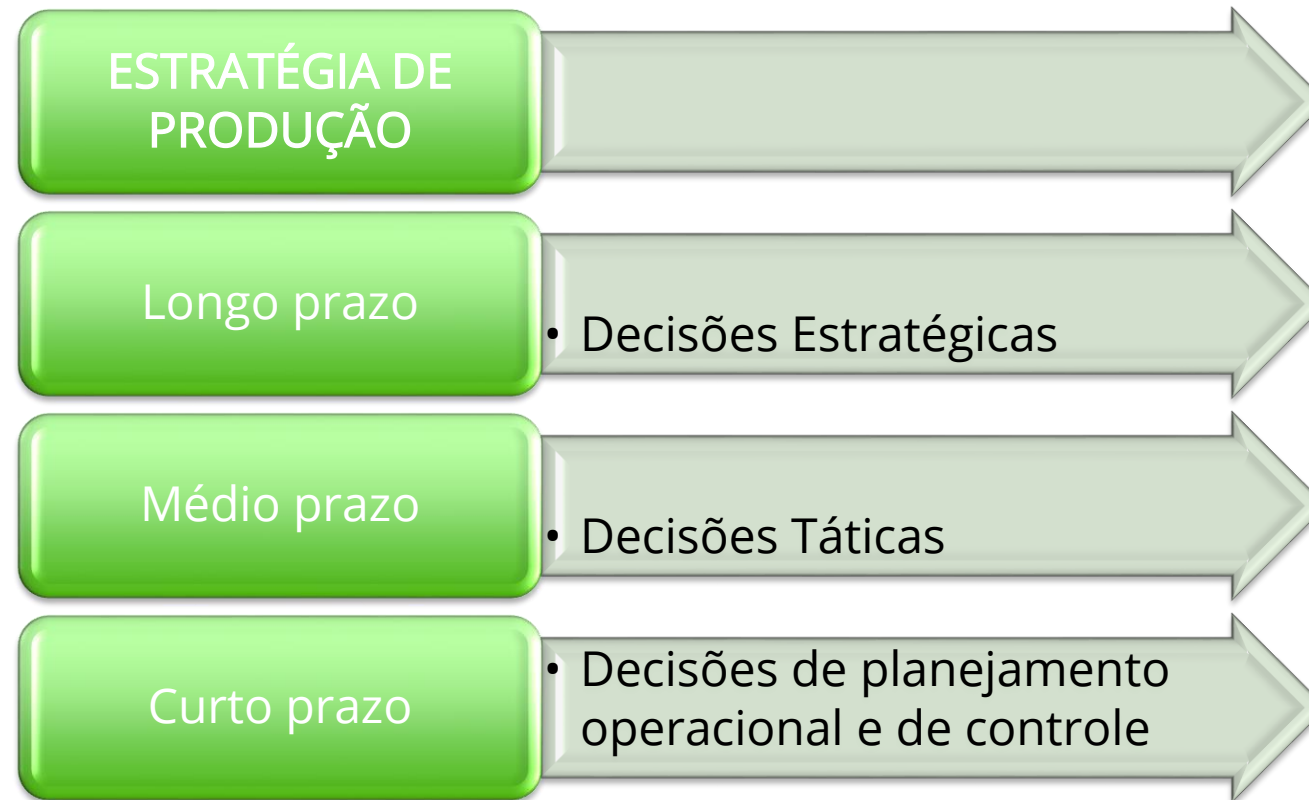 ESTRATÉGIA DE
PRODUÇÃO
Longo prazo
• Decisões Estratégicas
Médio prazo
• Decisões Táticas
Curto prazo
• Decisões de planejamento
operacional e de controle